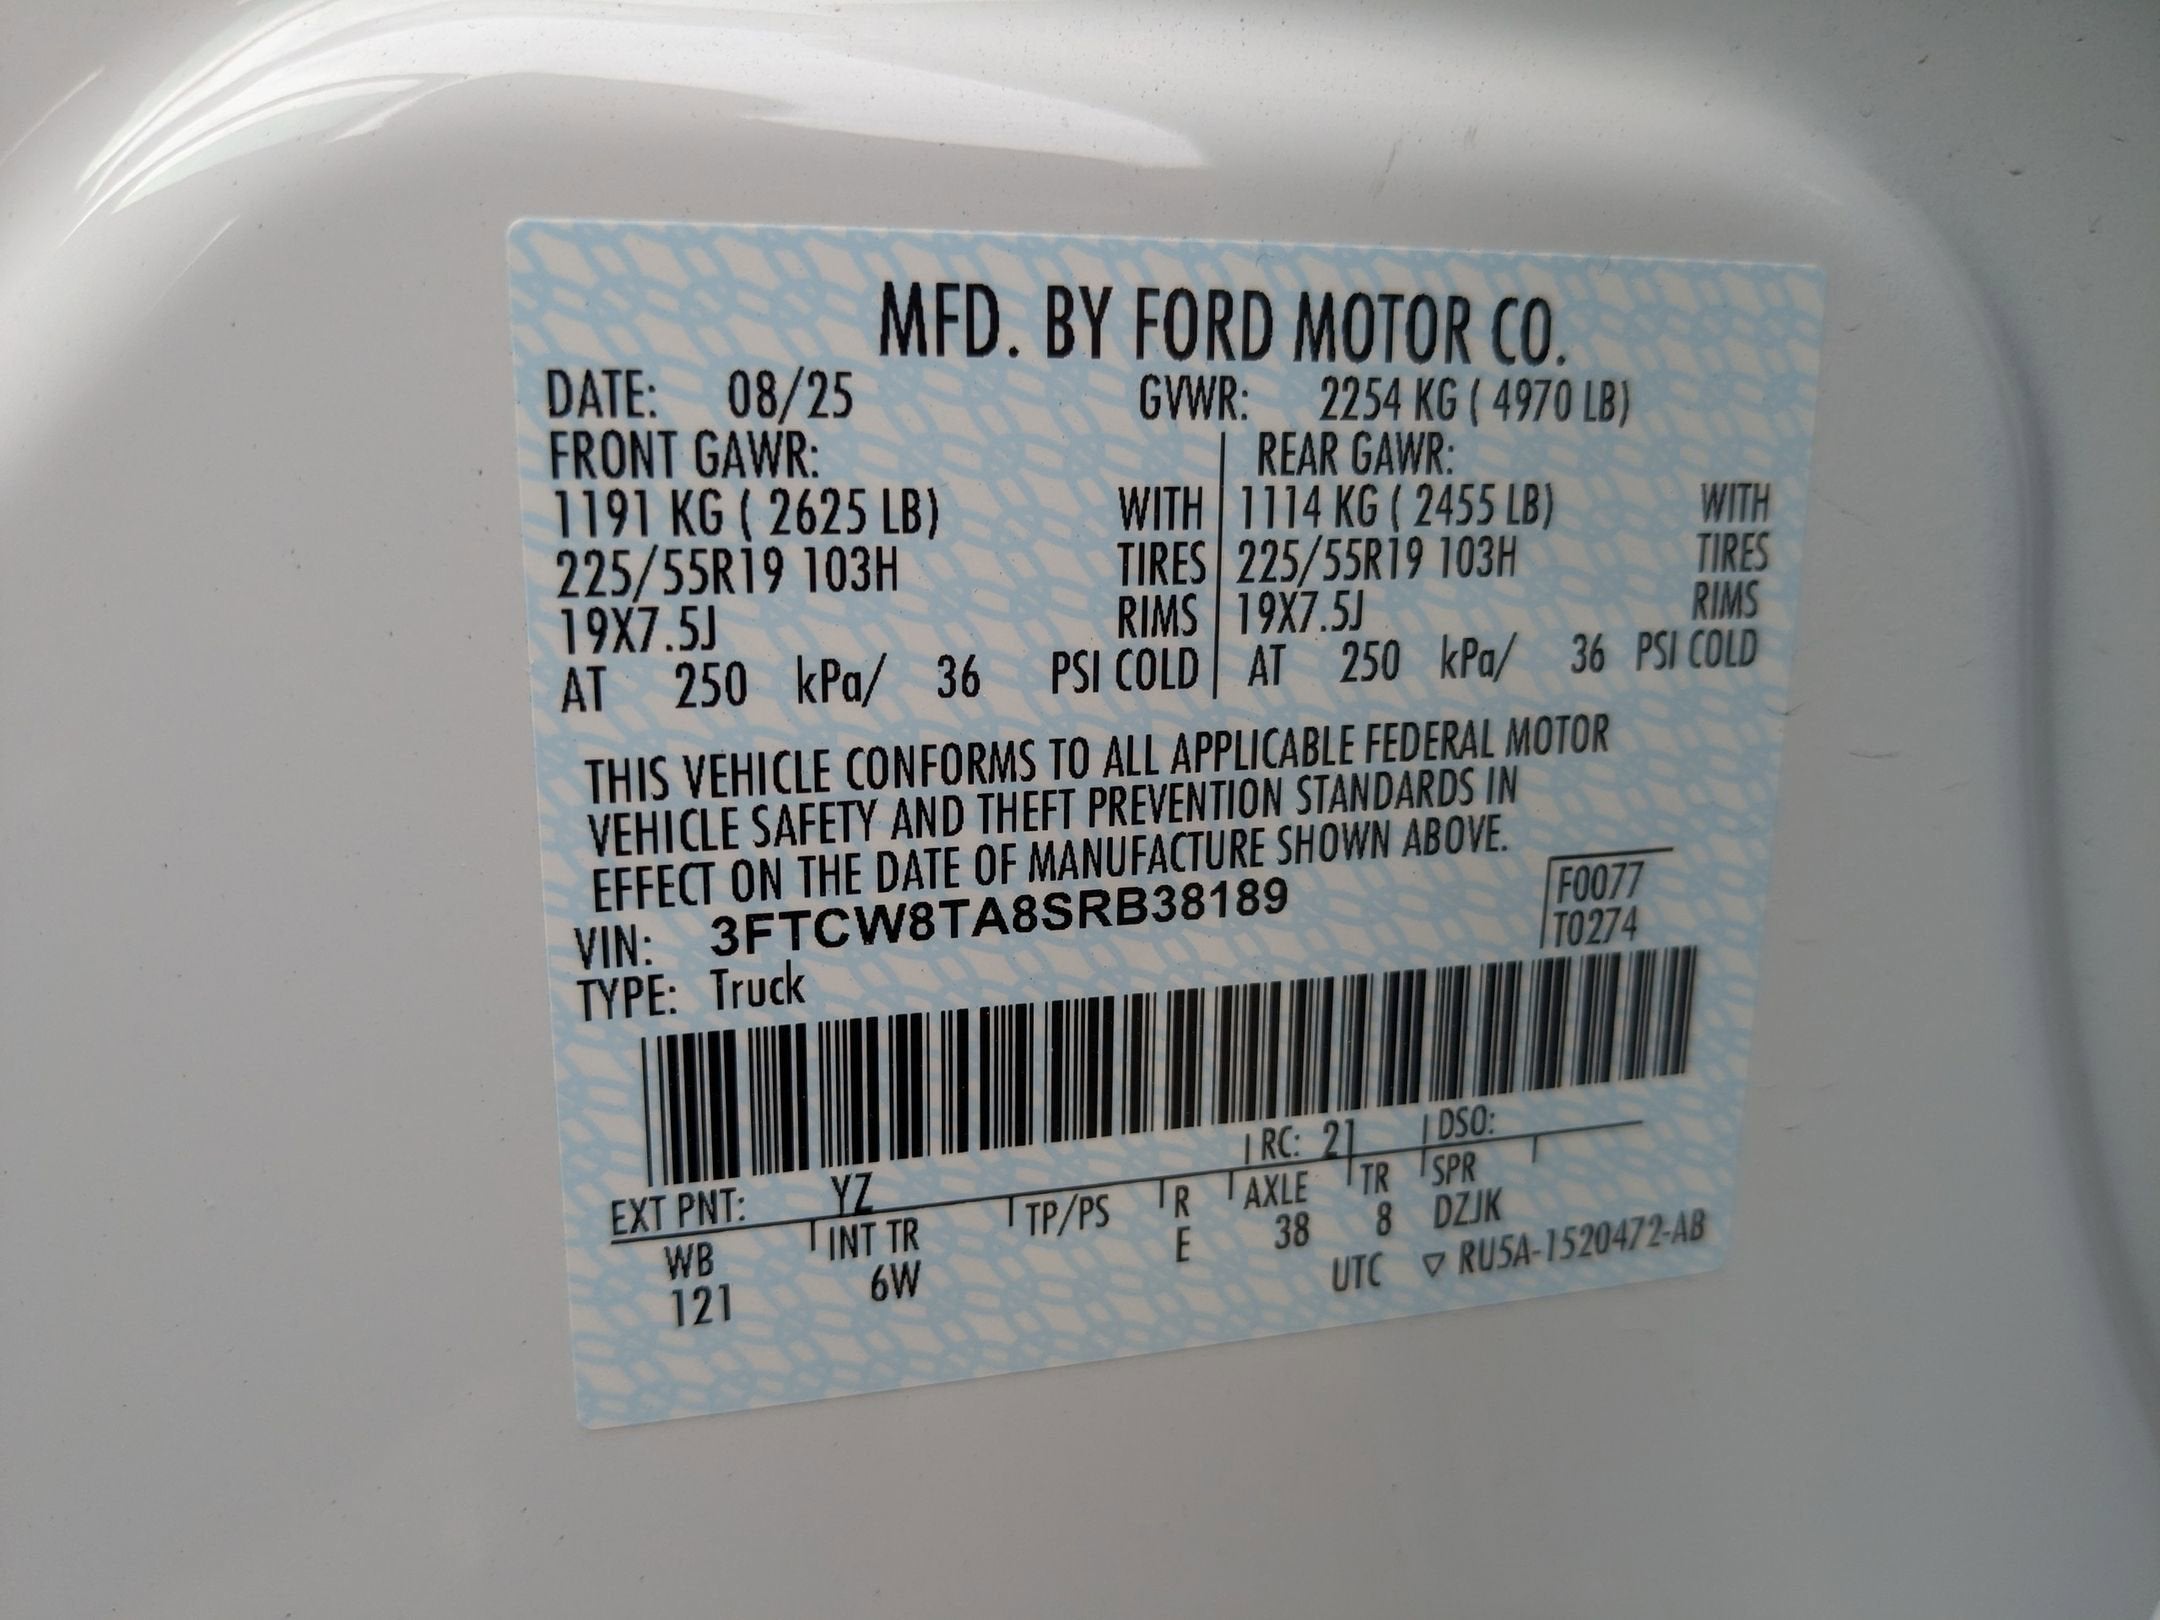 MFD. BY FORD MOTOR CO.
DATE: 08/25 GVWR: 2254 KG ( 4970 LB)
FRONT GAWR: REAR GAWR:
1191 KG ( 2625 LB) WITH 1114 KG ( 2455 LB) WITH
225/55R19 103H TIRES 225/55R19 103H TIRES
19X7.5J RIMS 19X7.5J RIMS
AT 250 kPa/ 36 PSI COLD AT 250 kPa/ 36 PSI COLD
THIS VEHICLE CONFORMS TO ALL APPLICABLE FEDERAL MOTOR
VEHICLE SAFETY AND THEFT PREVENTION STANDARDS IN
EFFECT ON THE DATE OF MANUFACTURE SHOWN ABOVE.
F0077
VIN: 3FTCW8TA8SRB38189 T0274
TYPE: Truck
EXT PNT: YZ RC: 21 DSO:
WB INT TR TP/PS R AXLE TR SPR
121 6W E 38 8 DZJK
UTC ▽ RU5A-1520472-AB